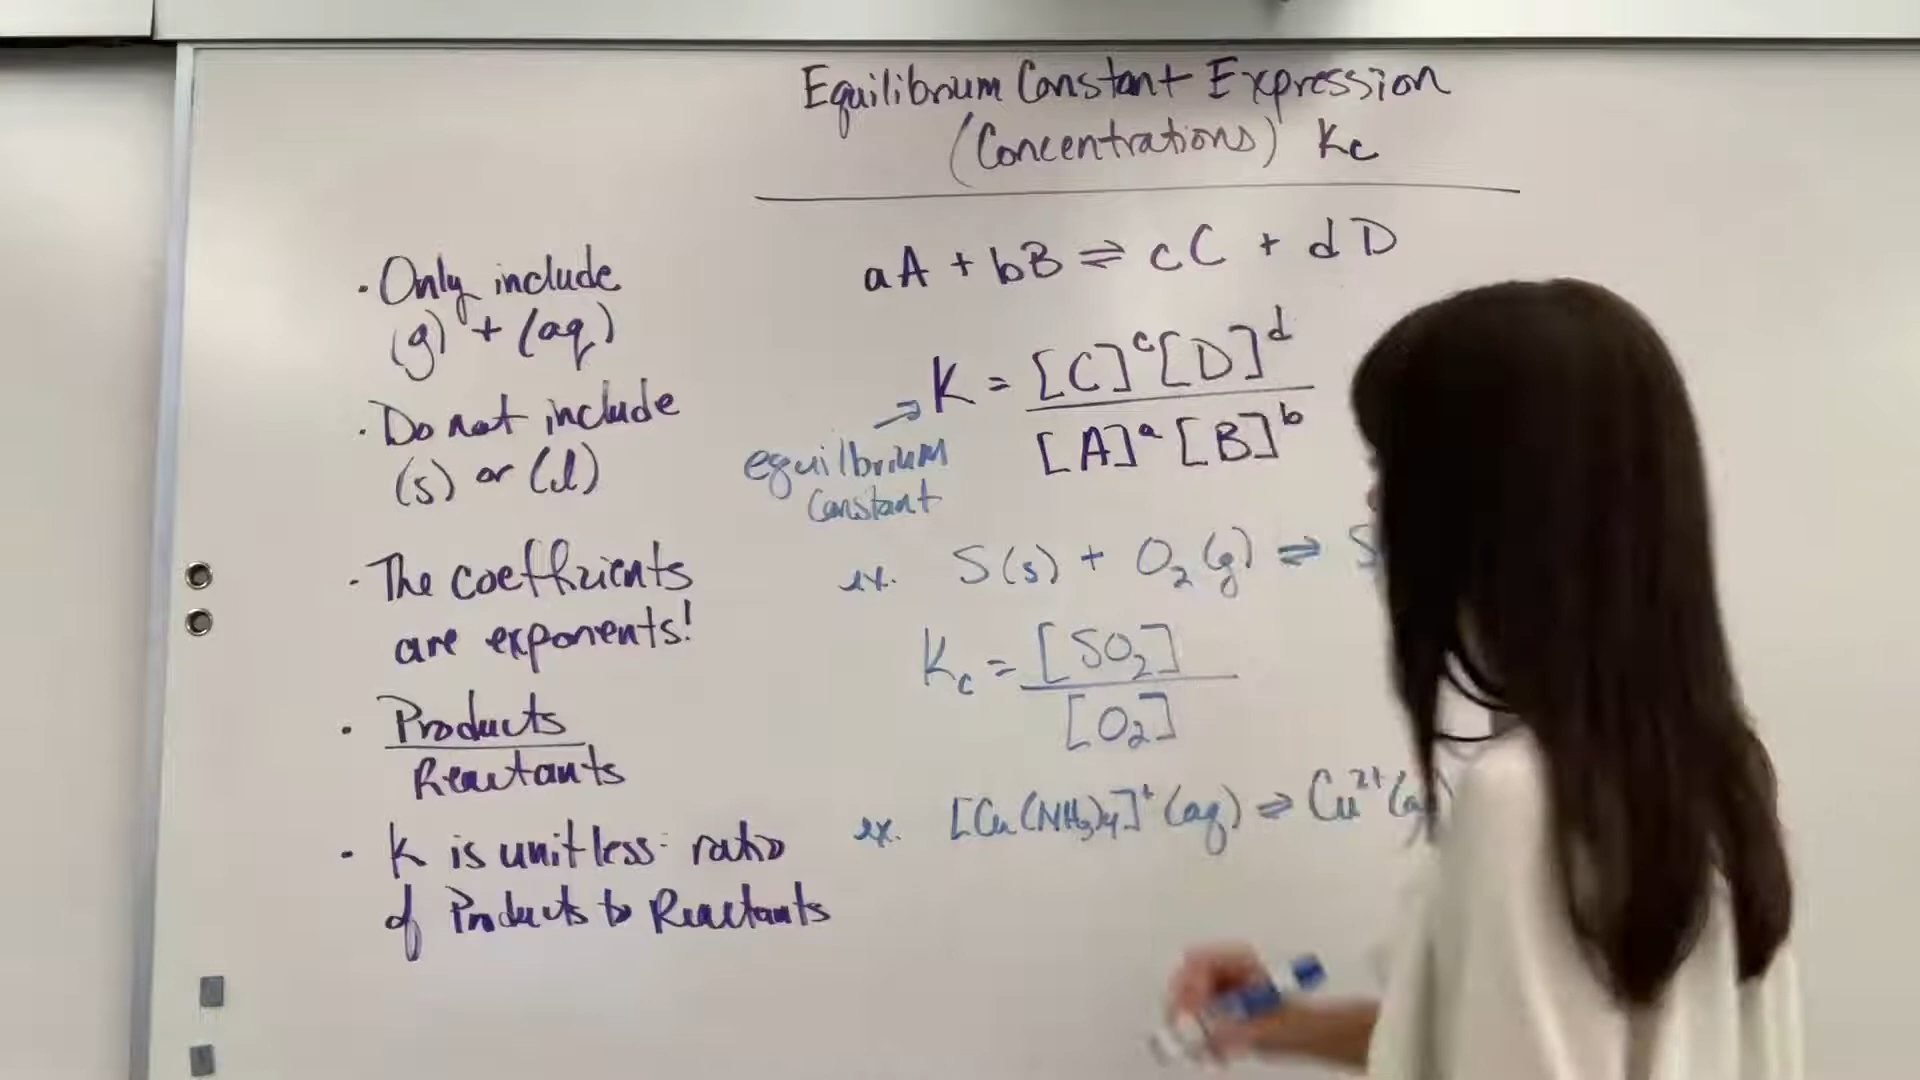 Equilibrium Constant Expression
(Concentrations) Kc
aA + bB ⇌ cC + dD
K = [C]ᶜ[D]ᵈ
[A]ᵃ [B]ᵇ
equilbrium
Constant
ex. S(s) + O₂(g) ⇌ S
Kc = [SO₂]
[O₂]
ex. [Cu(NH₃)₄]⁺(aq) ⇌ Cu²⁺(a
· Only include
(g) + (aq)
· Do not include
(s) or (l)
· The coefficients
are exponents!
· Products
Reactants
· K is unitless: ratio
of Products to Reactants